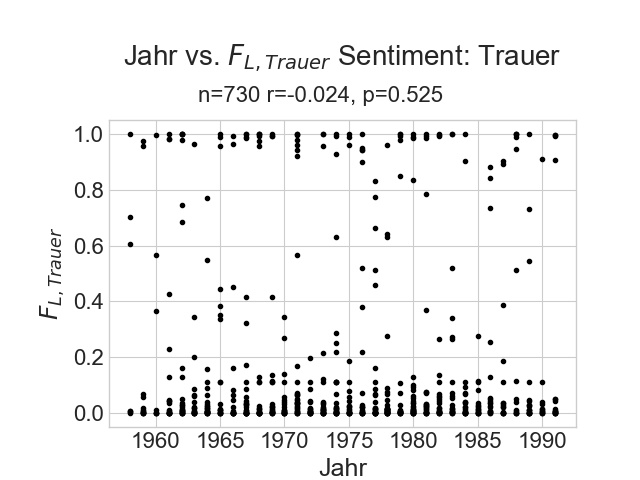 Jahr vs. F_{L,Trauer} Sentiment: Trauer
n=730 r=-0.024, p=0.525
F_{L,Trauer}
1.0
0.8
0.6
0.4
0.2
0.0
1960 1965 1970 1975 1980 1985 1990
Jahr